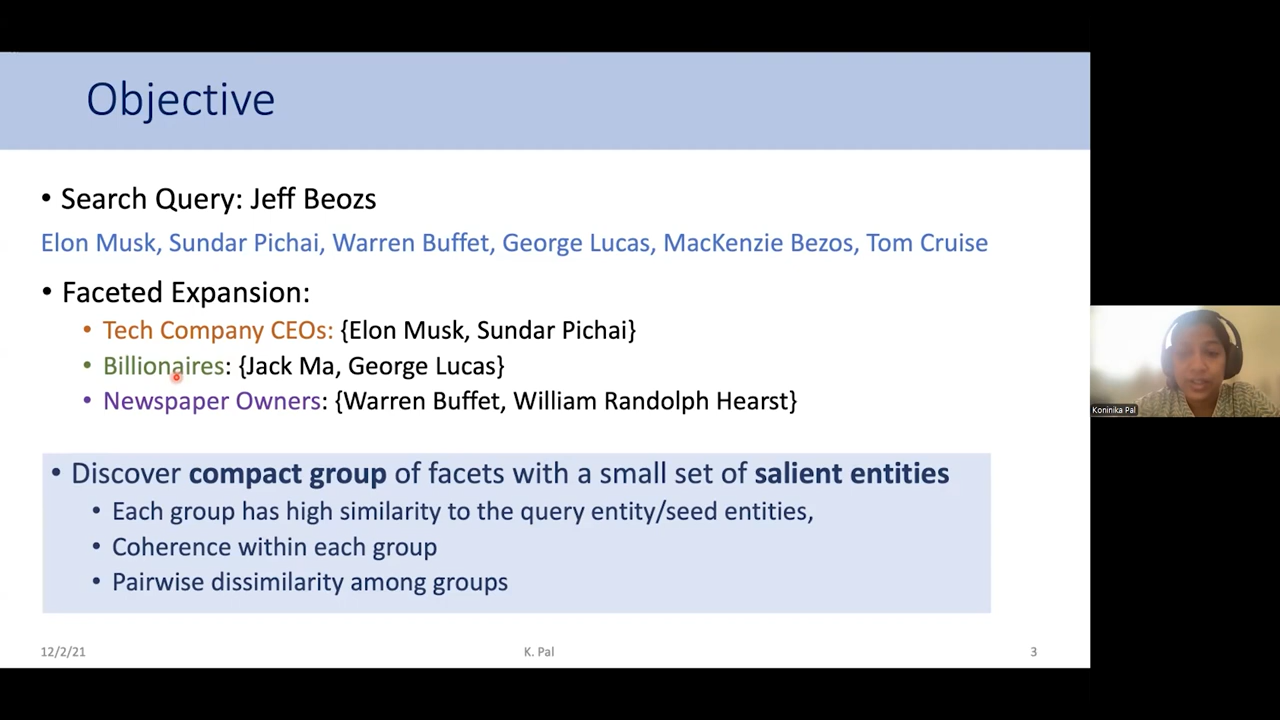 Objective
• Search Query: Jeff Beozs
Elon Musk, Sundar Pichai, Warren Buffet, George Lucas, MacKenzie Bezos, Tom Cruise
• Faceted Expansion:
• Tech Company CEOs: {Elon Musk, Sundar Pichai}
• Billionaires: {Jack Ma, George Lucas}
• Newspaper Owners: {Warren Buffet, William Randolph Hearst}
• Discover compact group of facets with a small set of salient entities
• Each group has high similarity to the query entity/seed entities,
• Coherence within each group
• Pairwise dissimilarity among groups
12/2/21
K. Pal
3
Koninika Pal